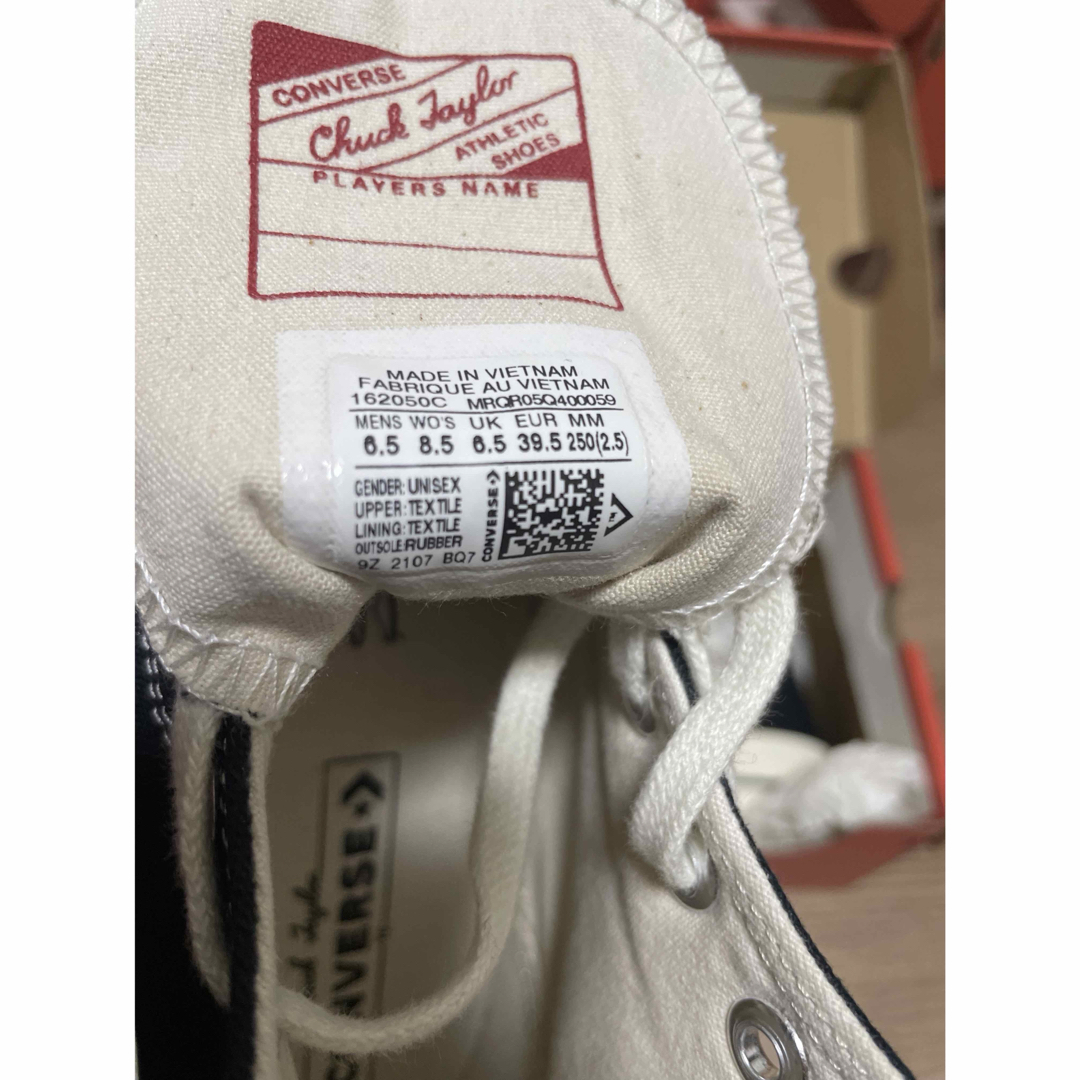 CONVERSE
Chuck Taylor
ATHLETIC
SHOES
PLAYERS NAME
MADE IN VIETNAM
FABRIQUE AU VIETNAM
162050C MRQR05Q400059
MENS WO'S UK EUR MM
6.5 8.5 6.5 39.5 250(2.5)
GENDER: UNISEX
UPPER: TEXTILE
LINING: TEXTILE
OUTSOLE: RUBBER
9Z 2107 BQ7
CONVERSE
TM
Taylor
CONVERSE